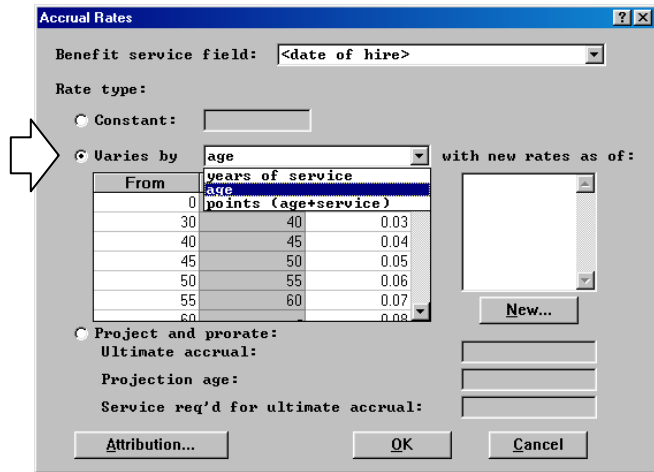 Accrual Rates
Benefit service field: <date of hire>
Rate type:
Constant:
Varies by age with new rates as of:
From
years of service
age
0 points (age+service)
30 40 0.03
40 45 0.04
45 50 0.05
50 55 0.06
55 60 0.07
60 - 0.08
New...
Project and prorate:
Ultimate accrual:
Projection age:
Service req'd for ultimate accrual:
Attribution... OK Cancel